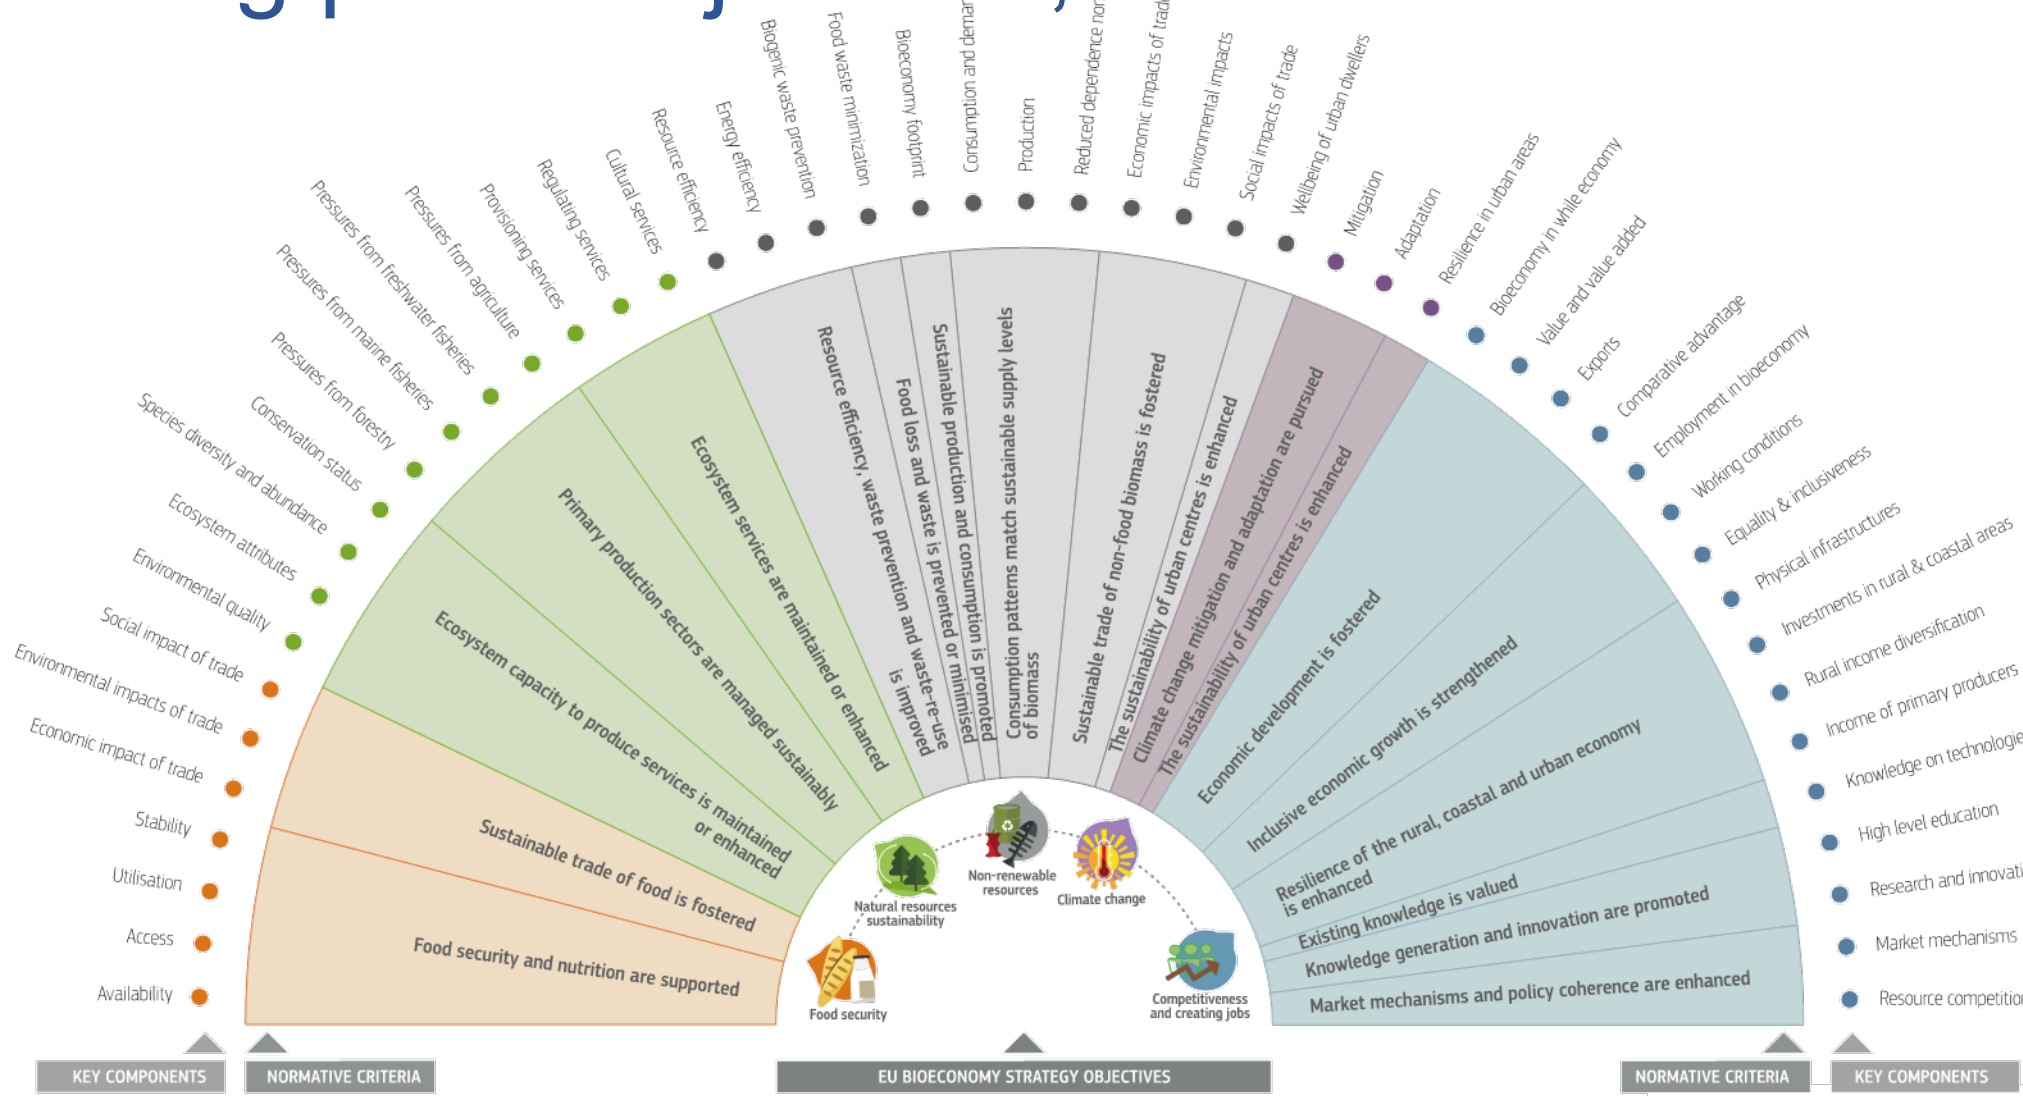 Availability
Access
Utilisation
Stability
Economic impact of trade
Environmental impacts of trade
Social impact of trade
Environmental quality
Ecosystem attributes
Species diversity and abundance
Conservation status
Pressures from forestry
Pressures from marine fisheries
Pressures from freshwater fisheries
Pressures from agriculture
Provisioning services
Regulating services
Cultural services
Resource efficiency
Energy efficiency
Biogenic waste prevention
Food waste minimization
Bioeconomy footprint
Consumption and
Production
Reduced dependence
Economic impacts of
Environmental impacts
Social impacts of trade
Wellbeing of urban dwellers
Mitigation
Adaptation
Resilience in urban areas
Bioeconomy in while economy
Value and value added
Exports
Comparative advantage
Employment in bioeconomy
Working conditions
Equality & inclusiveness
Physical infrastructures
Investments in rural & coastal areas
Rural income diversification
Income of primary producers
Knowledge on
High level education
Research and
Market mechanisms
Resource
Food security and nutrition are supported
Sustainable trade of food is fostered
Ecosystem capacity to produce services is maintained
or enhanced
Primary production sectors are managed sustainably
Ecosystem services are maintained or enhanced
Resource efficiency, waste prevention and waste-re-use
is improved
Food loss and waste is prevented or minimised
Sustainable production and consumption is promoted
Consumption patterns match sustainable supply levels
of biomass
Sustainable trade of non-food biomass is fostered
The sustainability of urban centres is enhanced
Climate change mitigation and adaptation are pursued
The sustainability of urban centres is enhanced
Economic development is fostered
Inclusive economic growth is strengthened
Resilience of the rural, coastal and urban economy
is enhanced
Existing knowledge is valued
Knowledge generation and innovation are promoted
Market mechanisms and policy coherence are enhanced
Food security
Natural resources
sustainability
Non-renewable
resources
Climate change
Competitiveness
and creating jobs
KEY COMPONENTS
NORMATIVE CRITERIA
EU BIOECONOMY STRATEGY OBJECTIVES
NORMATIVE CRITERIA
KEY COMPONENTS